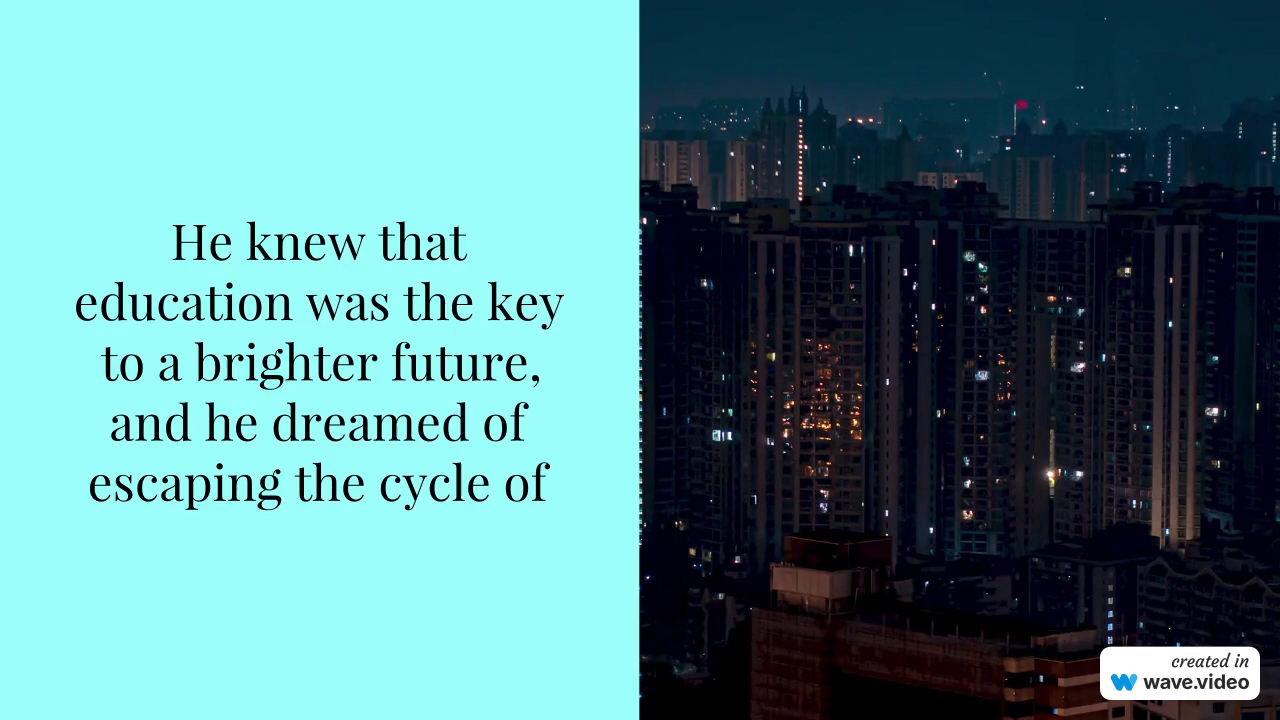 He knew that
education was the key
to a brighter future,
and he dreamed of
escaping the cycle of
created in
wave.video